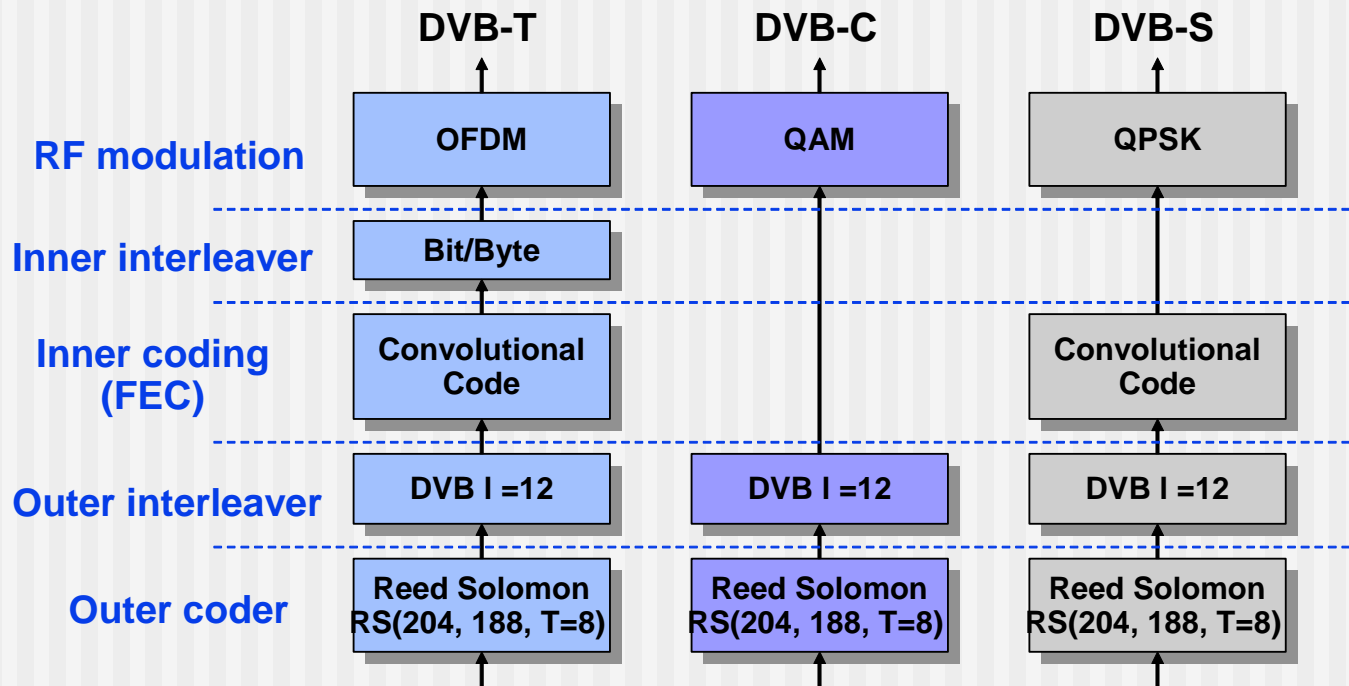 DVB-T DVB-C DVB-S
RF modulation
OFDM
QAM
QPSK
Inner interleaver
Bit/Byte
Inner coding
(FEC)
Convolutional
Code
Convolutional
Code
Outer interleaver
DVB I =12
DVB I =12
DVB I =12
Outer coder
Reed Solomon
RS(204, 188, T=8)
Reed Solomon
RS(204, 188, T=8)
Reed Solomon
RS(204, 188, T=8)